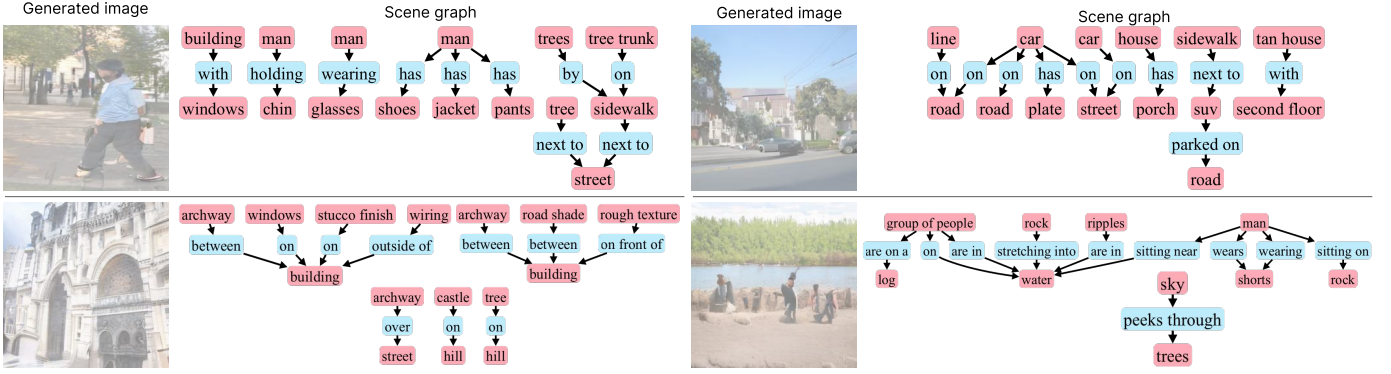 Generated image
Scene graph
building man man man trees tree trunk
with holding wearing has has has by on
windows chin glasses shoes jacket pants tree sidewalk
next to next to
street
Generated image
Scene graph
line car car house sidewalk tan house
on on on has on on has next to with
road road plate street porch suv second floor
parked on
road
archway windows stucco finish wiring archway road shade rough texture
between on on outside of between between on front of
building building
archway castle tree
over on on
street hill hill
group of people rock ripples man
are on a on are in stretching into are in sitting near wears wearing sitting on
log water shorts rock
sky
peeks through
trees